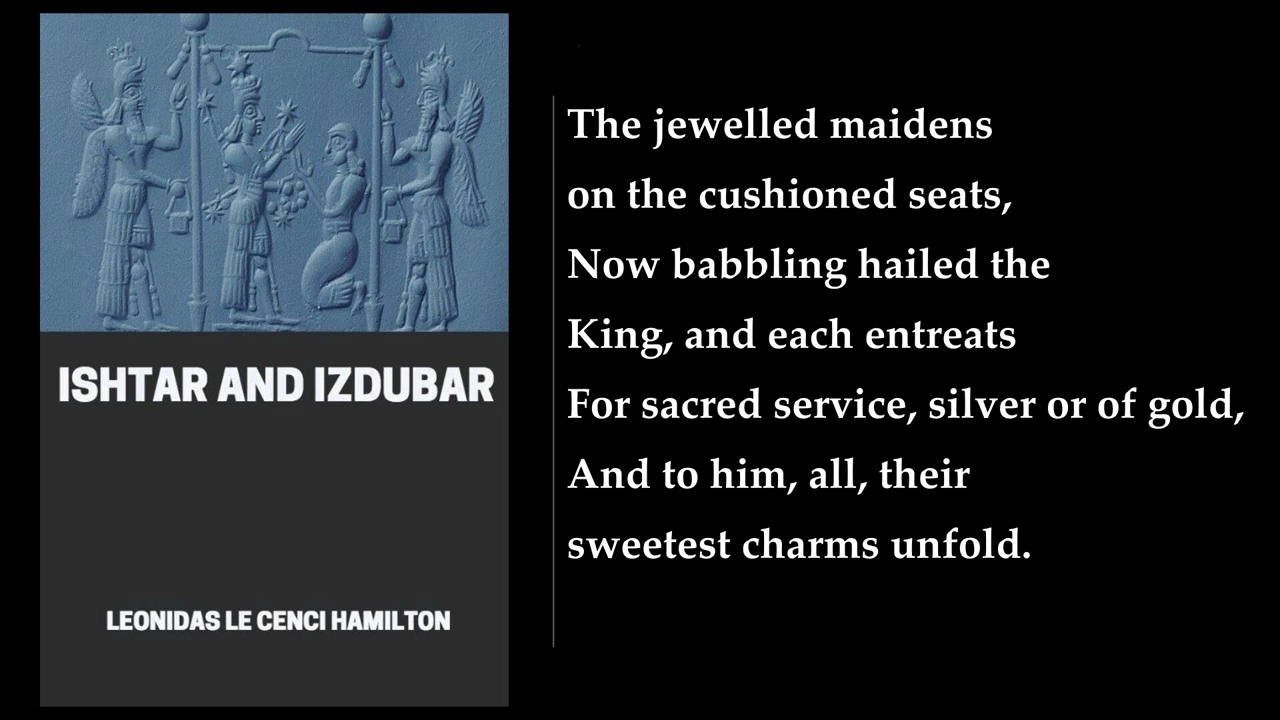 ISHTAR AND IZDUBAR
LEONIDAS LE CENCI HAMILTON
The jewelled maidens
on the cushioned seats,
Now babbling hailed the
King, and each entreats
For sacred service, silver or of gold,
And to him, all, their
sweetest charms unfold.